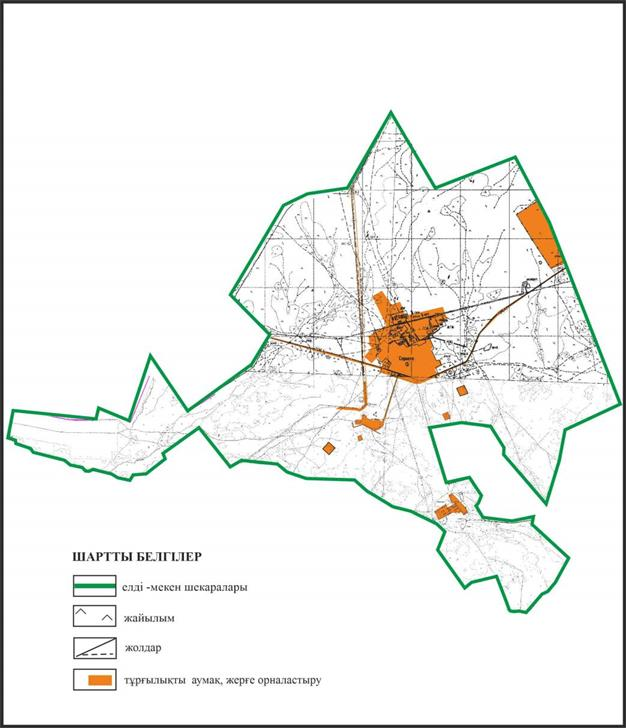 ШАРТТЫ БЕЛГІЛЕР
елді -мекен шекаралары
жайылым
жолдар
тұрғылықты аумақ, жерге орналастыру